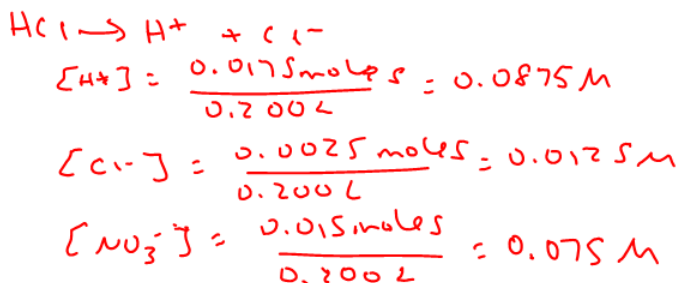 HCl → H⁺ + Cl⁻
[H⁺] = 0.0175 moles / 0.200 L = 0.0875 M
[Cl⁻] = 0.0025 moles / 0.200 L = 0.0125 M
[NO₃⁻] = 0.015 moles / 0.200 L = 0.075 M